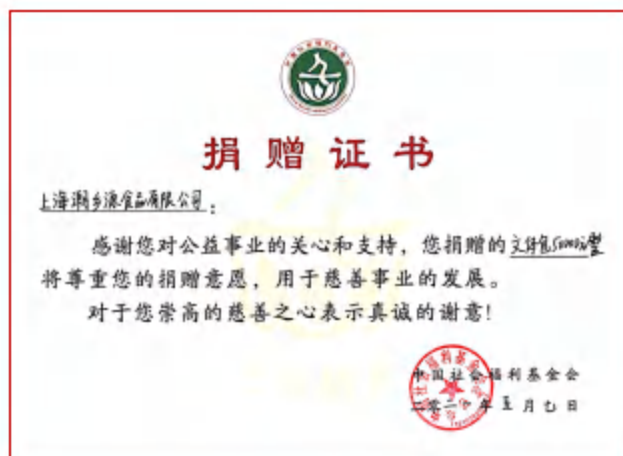 捐赠证书
上海潮乡源食品有限公司：
感谢您对公益事业的关心和支持，您捐赠的
将尊重您的捐赠意愿，用于慈善事业的发展。
对于您崇高的慈善之心表示真诚的谢意！
中国社会福利基金会
二零二 年五月七日